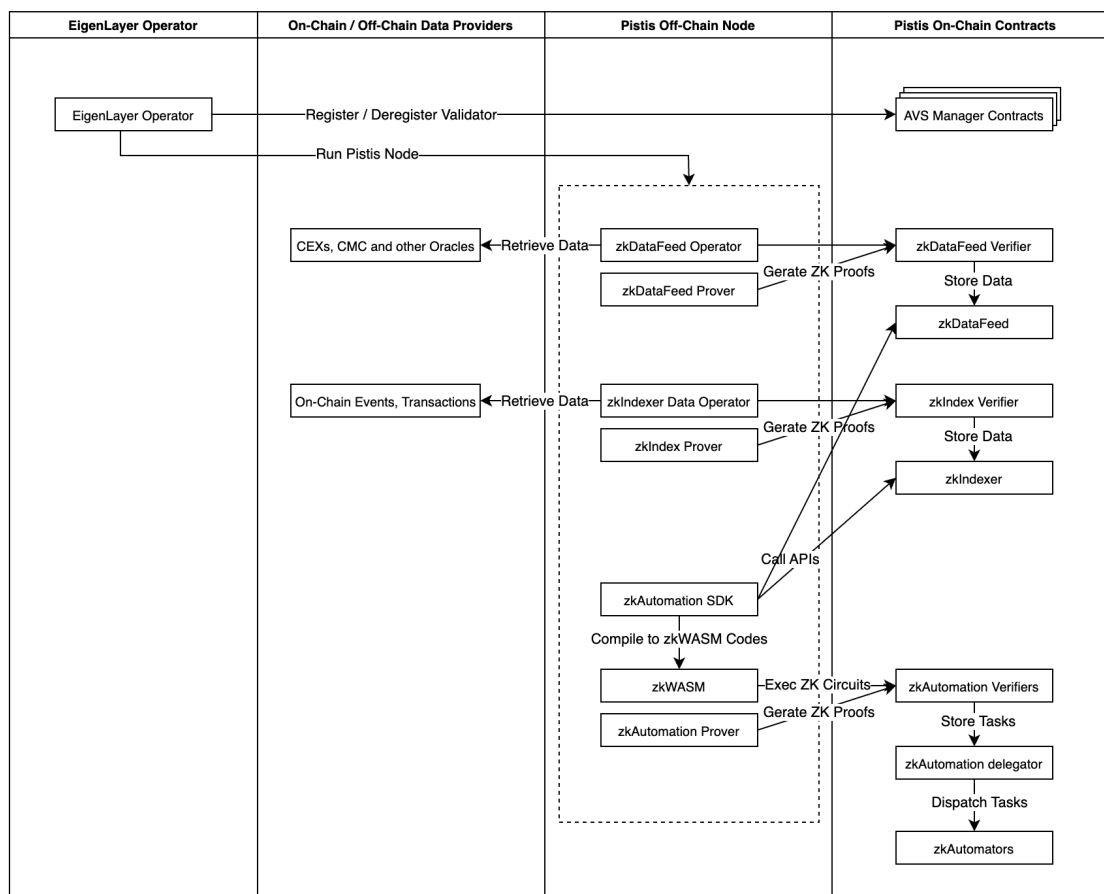 EigenLayer Operator
On-Chain / Off-Chain Data Providers
Pistis Off-Chain Node
Pistis On-Chain Contracts
EigenLayer Operator
Register / Deregister Validator
AVS Manager Contracts
Run Pistis Node
CEXs, CMC and other Oracles
Retrieve Data
zkDataFeed Operator
zkDataFeed Verifier
Gerate ZK Proofs
zkDataFeed Prover
Store Data
zkDataFeed
On-Chain Events, Transactions
Retrieve Data
zkIndexer Data Operator
zkIndex Verifier
Gerate ZK Proofs
zkIndex Prover
Store Data
zkIndexer
Call APIs
zkAutomation SDK
Compile to zkWASM Codes
zkWASM
Exec ZK Circuits
zkAutomation Verifiers
Gerate ZK Proofs
zkAutomation Prover
Store Tasks
zkAutomation delegator
Dispatch Tasks
zkAutomators